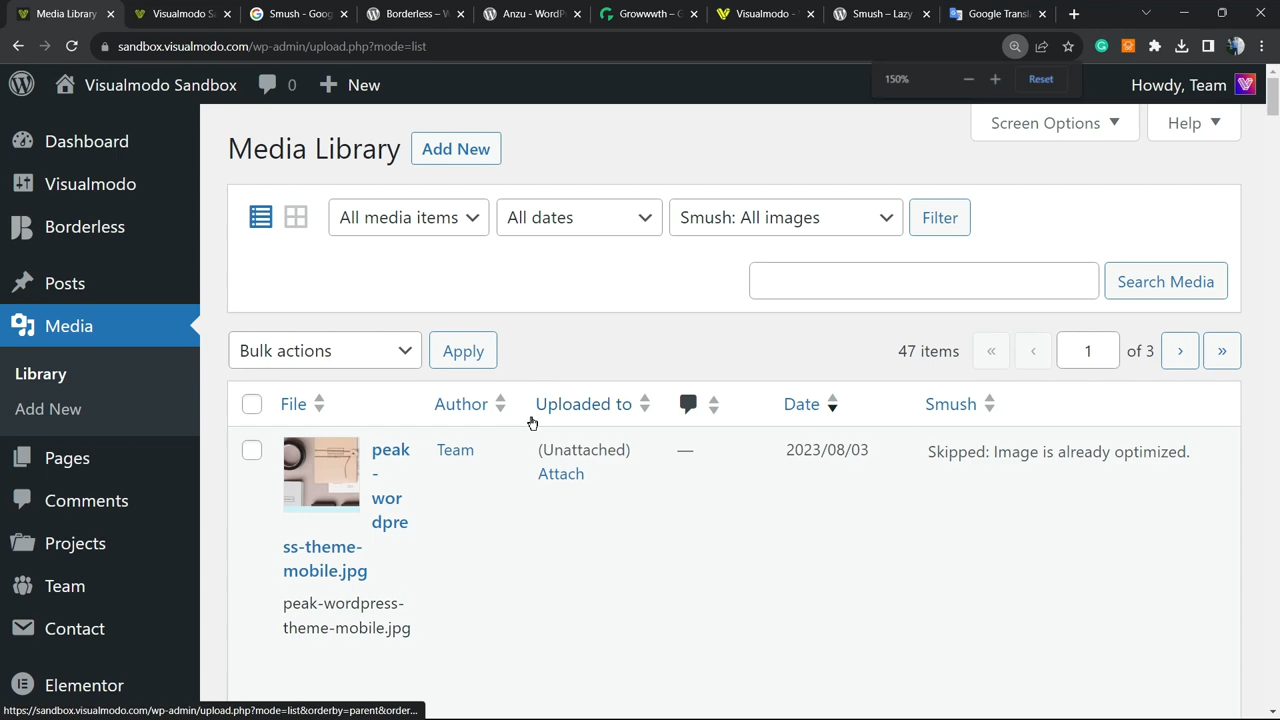 Media Library
Visualmodo S
Smush - Goog
Borderless – W
Anzu - WordP
Growwwth – G
Visualmodo -
Smush – Lazy
Google Transl
sandbox.visualmodo.com/wp-admin/upload.php?mode=list
150%
Reset
Visualmodo Sandbox
0
New
Howdy, Team
Screen Options
Help
Dashboard
Visualmodo
Borderless
Posts
Media
Library
Add New
Pages
Comments
Projects
Team
Contact
Elementor
Media Library
Add New
All media items
All dates
Smush: All images
Filter
Search Media
Bulk actions
Apply
47 items
«
‹
1
of 3
›
»
File
Author
Uploaded to
Date
Smush
peak
-
wor
dpre
ss-theme-
mobile.jpg
peak-wordpress-
theme-mobile.jpg
Team
(Unattached)
Attach
—
2023/08/03
Skipped: Image is already optimized.
https://sandbox.visualmodo.com/wp-admin/upload.php?mode=list&orderby=parent&order...